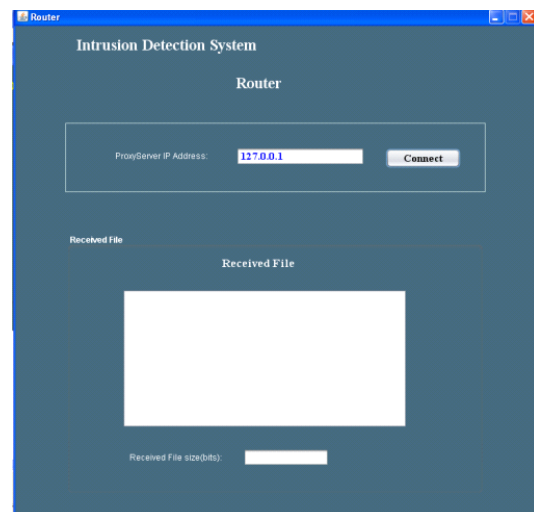 Router
Intrusion Detection System
Router
ProxyServer IP Address:
127.0.0.1
Connect
Received File
Received File
Received File size(bits):